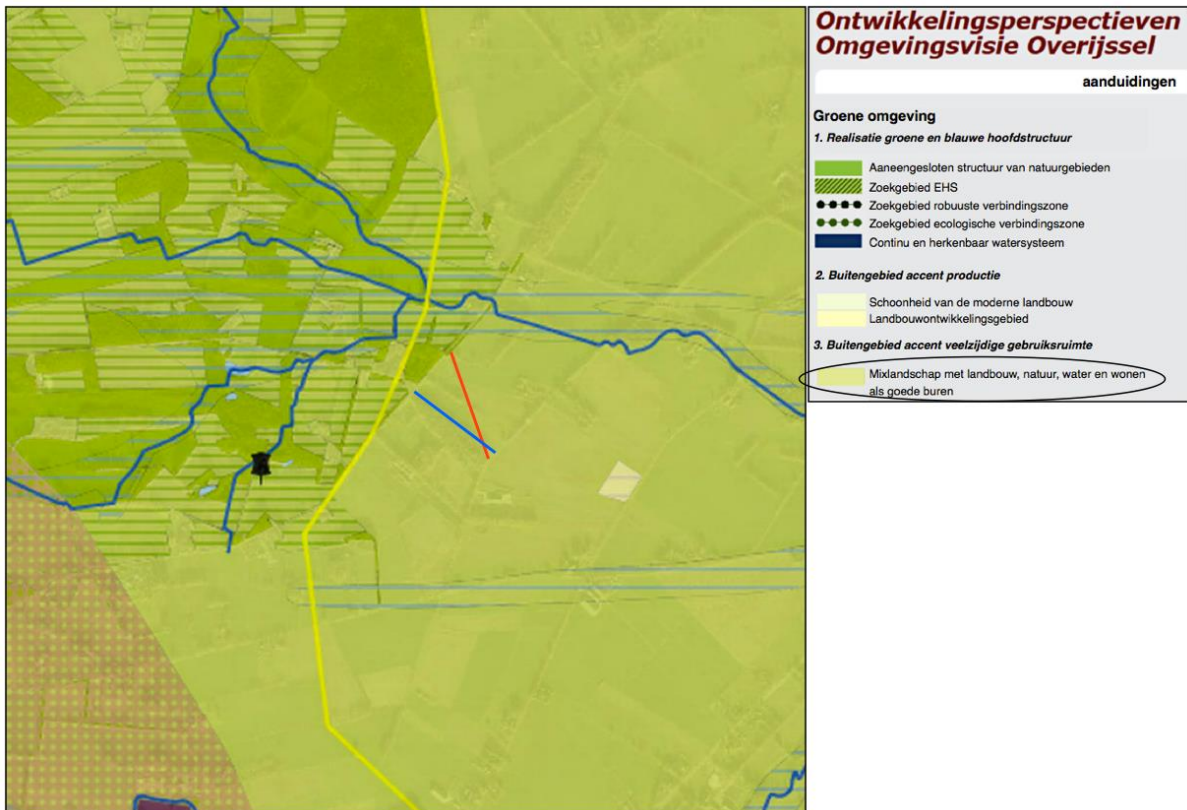 Ontwikkelingsperspectieven
Omgevingsvisie Overijssel
aanduidingen
Groene omgeving
1. Realisatie groene en blauwe hoofdstructuur
Aaneengesloten structuur van natuurgebieden
Zoekgebied EHS
Zoekgebied robuuste verbindingszone
Zoekgebied ecologische verbindingszone
Continu en herkenbaar watersysteem
2. Buitengebied accent productie
Schoonheid van de moderne landbouw
Landbouwontwikkelingsgebied
3. Buitengebied accent veelzijdige gebruiksruimte
Mixlandschap met landbouw, natuur, water en wonen
als goede buren